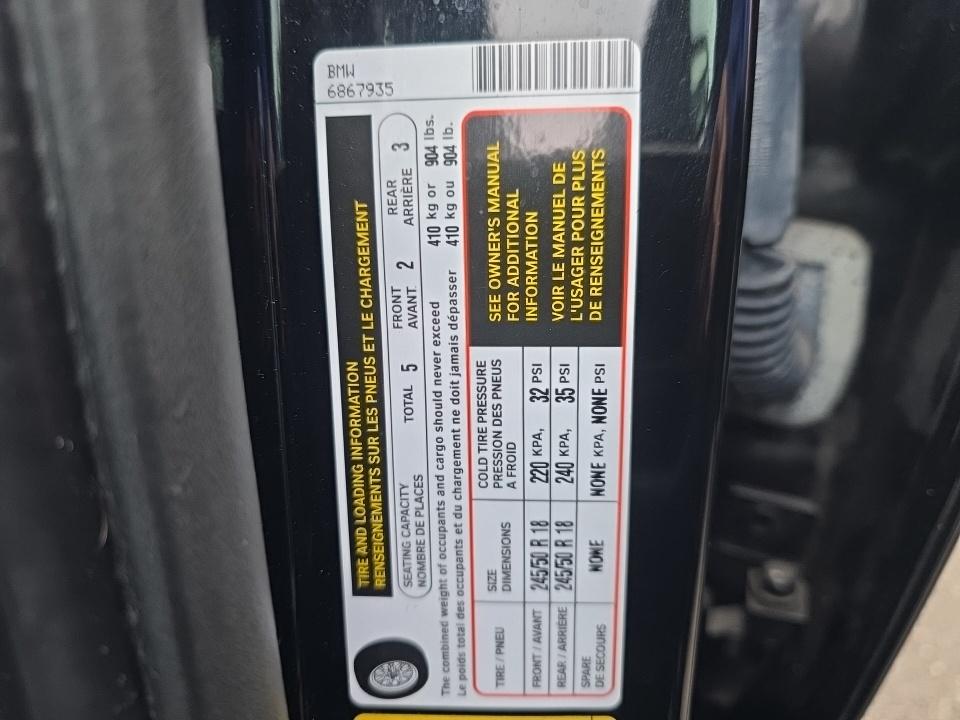 BMW
6867935
TIRE AND LOADING INFORMATION
RENSEIGNEMENTS SUR LES PNEUS ET LE CHARGEMENT
SEATING CAPACITY
NOMBRE DE PLACES
TOTAL 5
FRONT
AVANT 2
REAR
ARRIÈRE 3
The combined weight of occupants and cargo should never exceed 410 kg or 904 lbs.
Le poids total des occupants et du chargement ne doit jamais dépasser 410 kg ou 904 lb.
TIRE / PNEU
SIZE
DIMENSIONS
COLD TIRE PRESSURE
PRESSION DES PNEUS
A FROID
FRONT / AVANT 245/50 R 18 220 KPA, 32 PSI
REAR / ARRIÈRE 245/50 R 18 240 KPA, 35 PSI
SPARE
DE SECOURS NONE NONE KPA, NONE PSI
SEE OWNER'S MANUAL
FOR ADDITIONAL
INFORMATION
VOIR LE MANUEL DE
L'USAGER POUR PLUS
DE RENSEIGNEMENTS